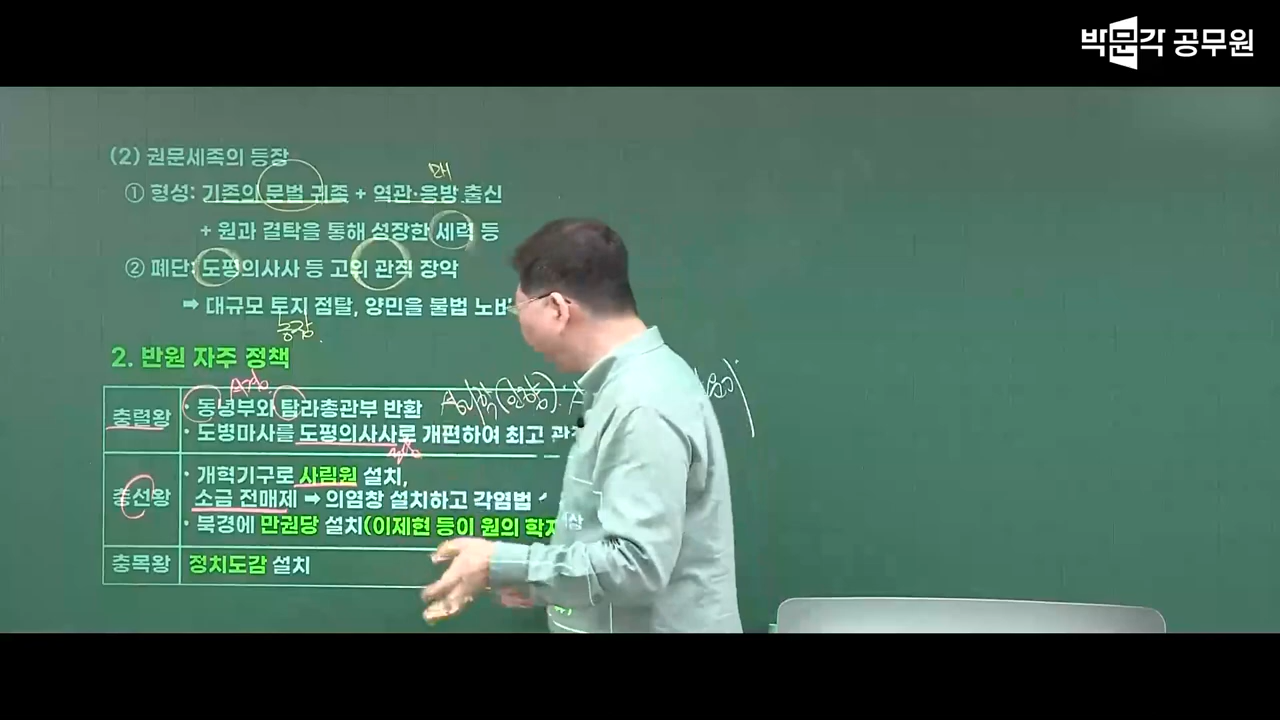 박문각 공무원
(2) 권문세족의 등장
매
① 형성: 기존의 문벌 귀족 + 역관·응방 출신
+ 원과 결탁을 통해 성장한 세력 등
② 폐단: 도평의사사 등 고위 관직 장악
➡ 대규모 토지 점탈, 양민을 불법 노비
농장
2. 반원 자주 정책
충렬왕
· 동녕부와 탐라총관부 반환
· 도병마사를 도평의사사로 개편하여 최고
충선왕
· 개혁기구로 사림원 설치,
소금 전매제 ➡ 의염창 설치하고 각염법
· 북경에 만권당 설치(이제현 등이 원의 학자
충목왕
정치도감 설치